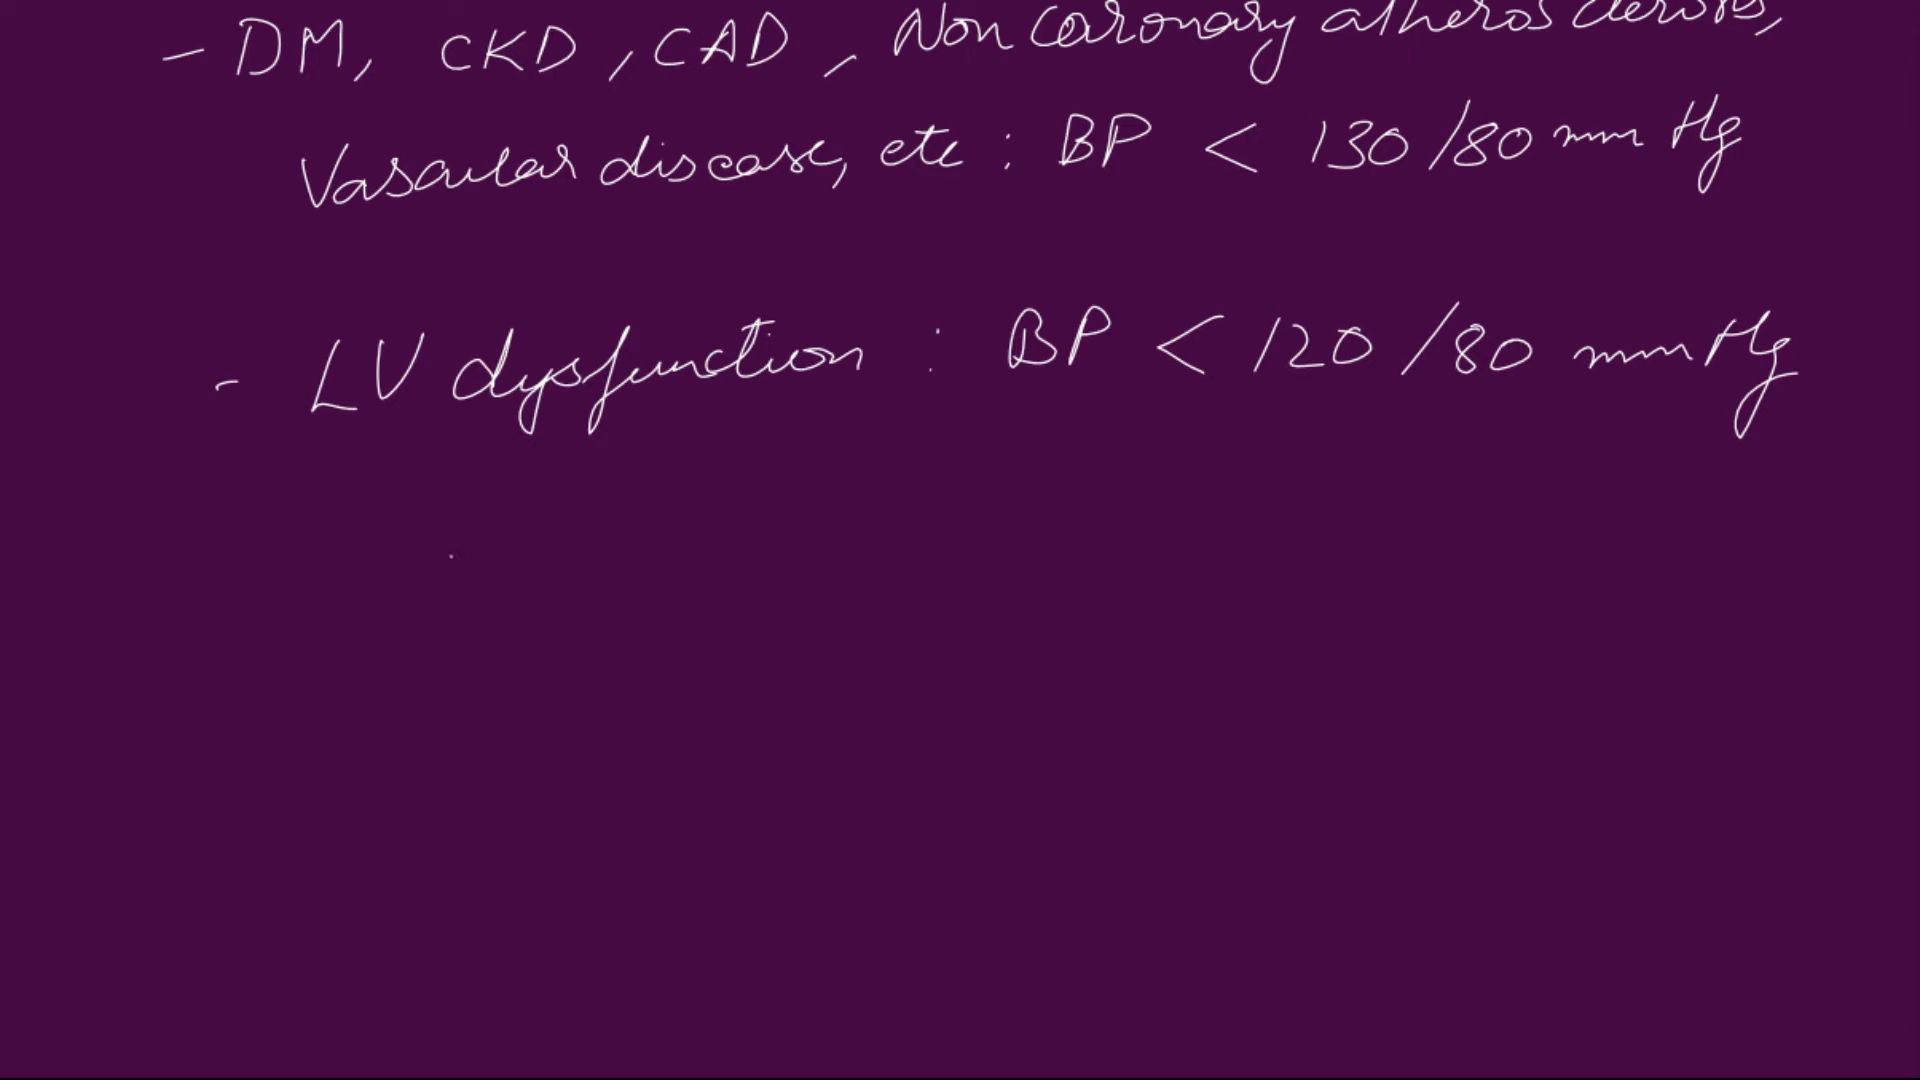 - DM, CKD, CAD, Non Coronary atherosclerosis,
Vascular disease, etc : BP < 130/80 mm Hg
- LV dysfunction : BP < 120/80 mm Hg